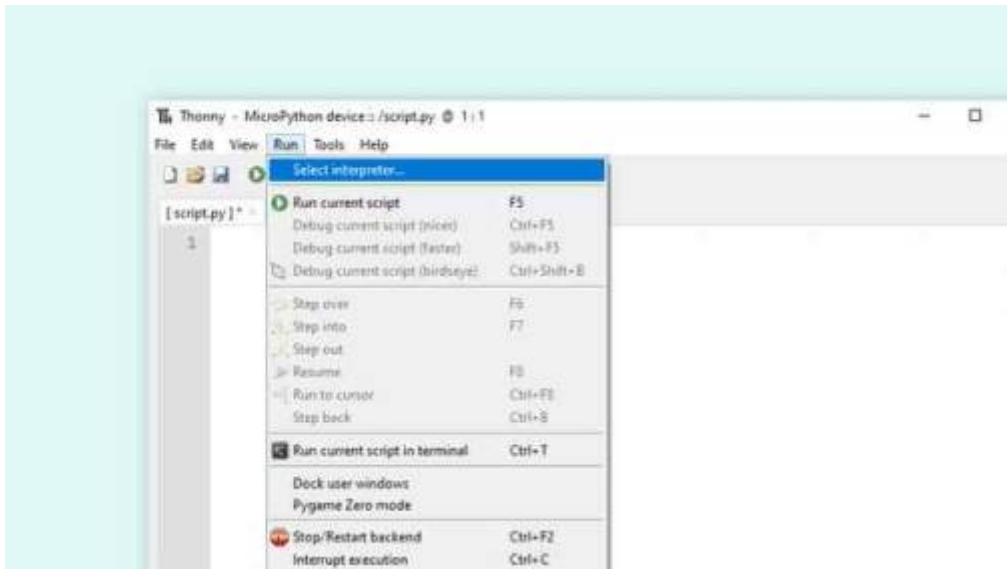 Thonny - MicroPython device :: /script.py @ 1 : 1
File Edit View Run Tools Help
Select interpreter...
[ script.py ] *
Run current script F5
Debug current script (nicer) Ctrl+F5
Debug current script (faster) Shift+F5
1
Debug current script (birdseye) Ctrl+Shift+B
Step over F6
Step into F7
Step out
Resume F8
Run to cursor Ctrl+F8
Step back Ctrl+B
Run current script in terminal Ctrl+T
Dock user windows
Pygame Zero mode
Stop/Restart backend Ctrl+F2
Interrupt execution Ctrl+C